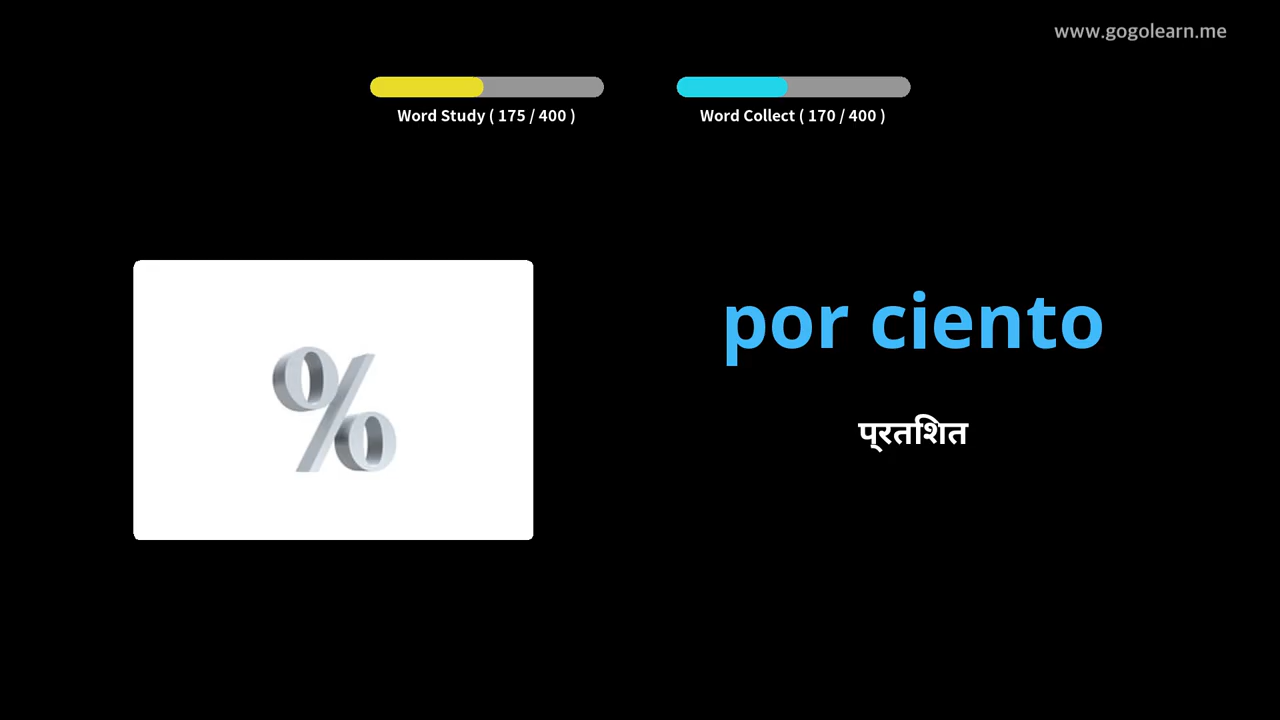 www.gogolearn.me
Word Study ( 175 / 400 )
Word Collect ( 170 / 400 )
%
por ciento
प्रतिशत